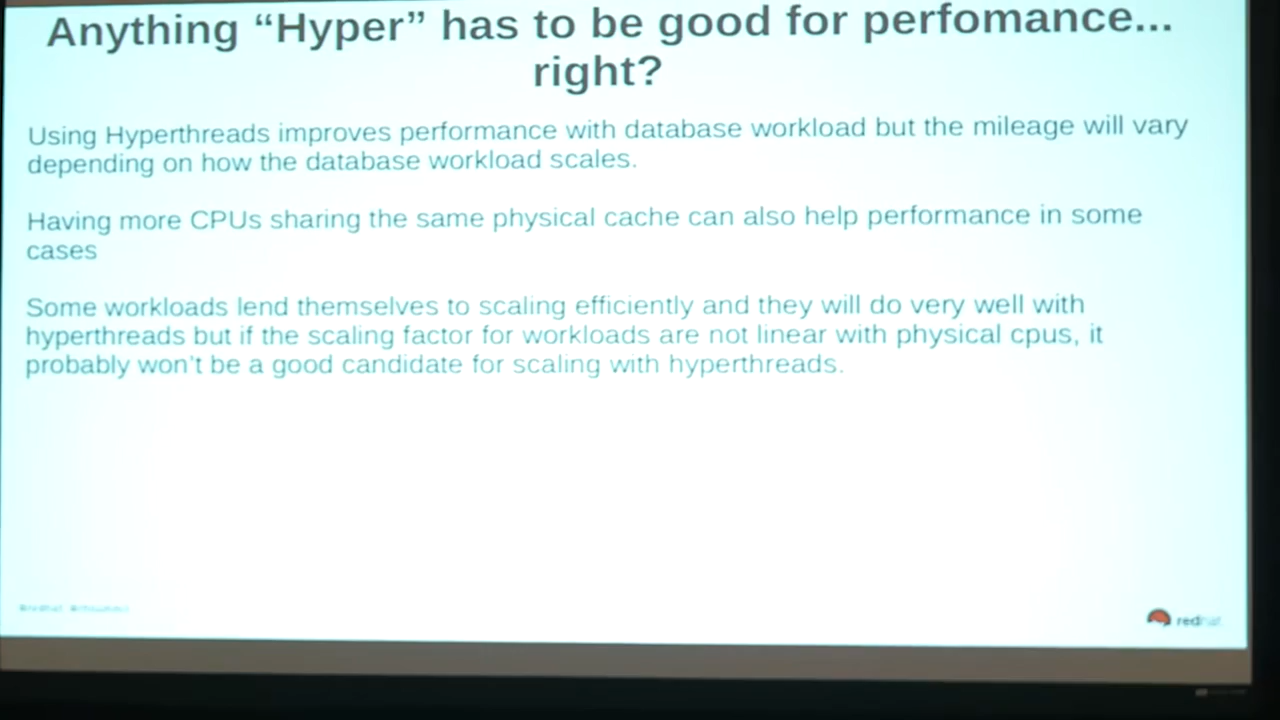 Anything “Hyper” has to be good for perfomance...
right?
Using Hyperthreads improves performance with database workload but the mileage will vary
depending on how the database workload scales.
Having more CPUs sharing the same physical cache can also help performance in some
cases
Some workloads lend themselves to scaling efficiently and they will do very well with
hyperthreads but if the scaling factor for workloads are not linear with physical cpus, it
probably won't be a good candidate for scaling with hyperthreads.
redhat